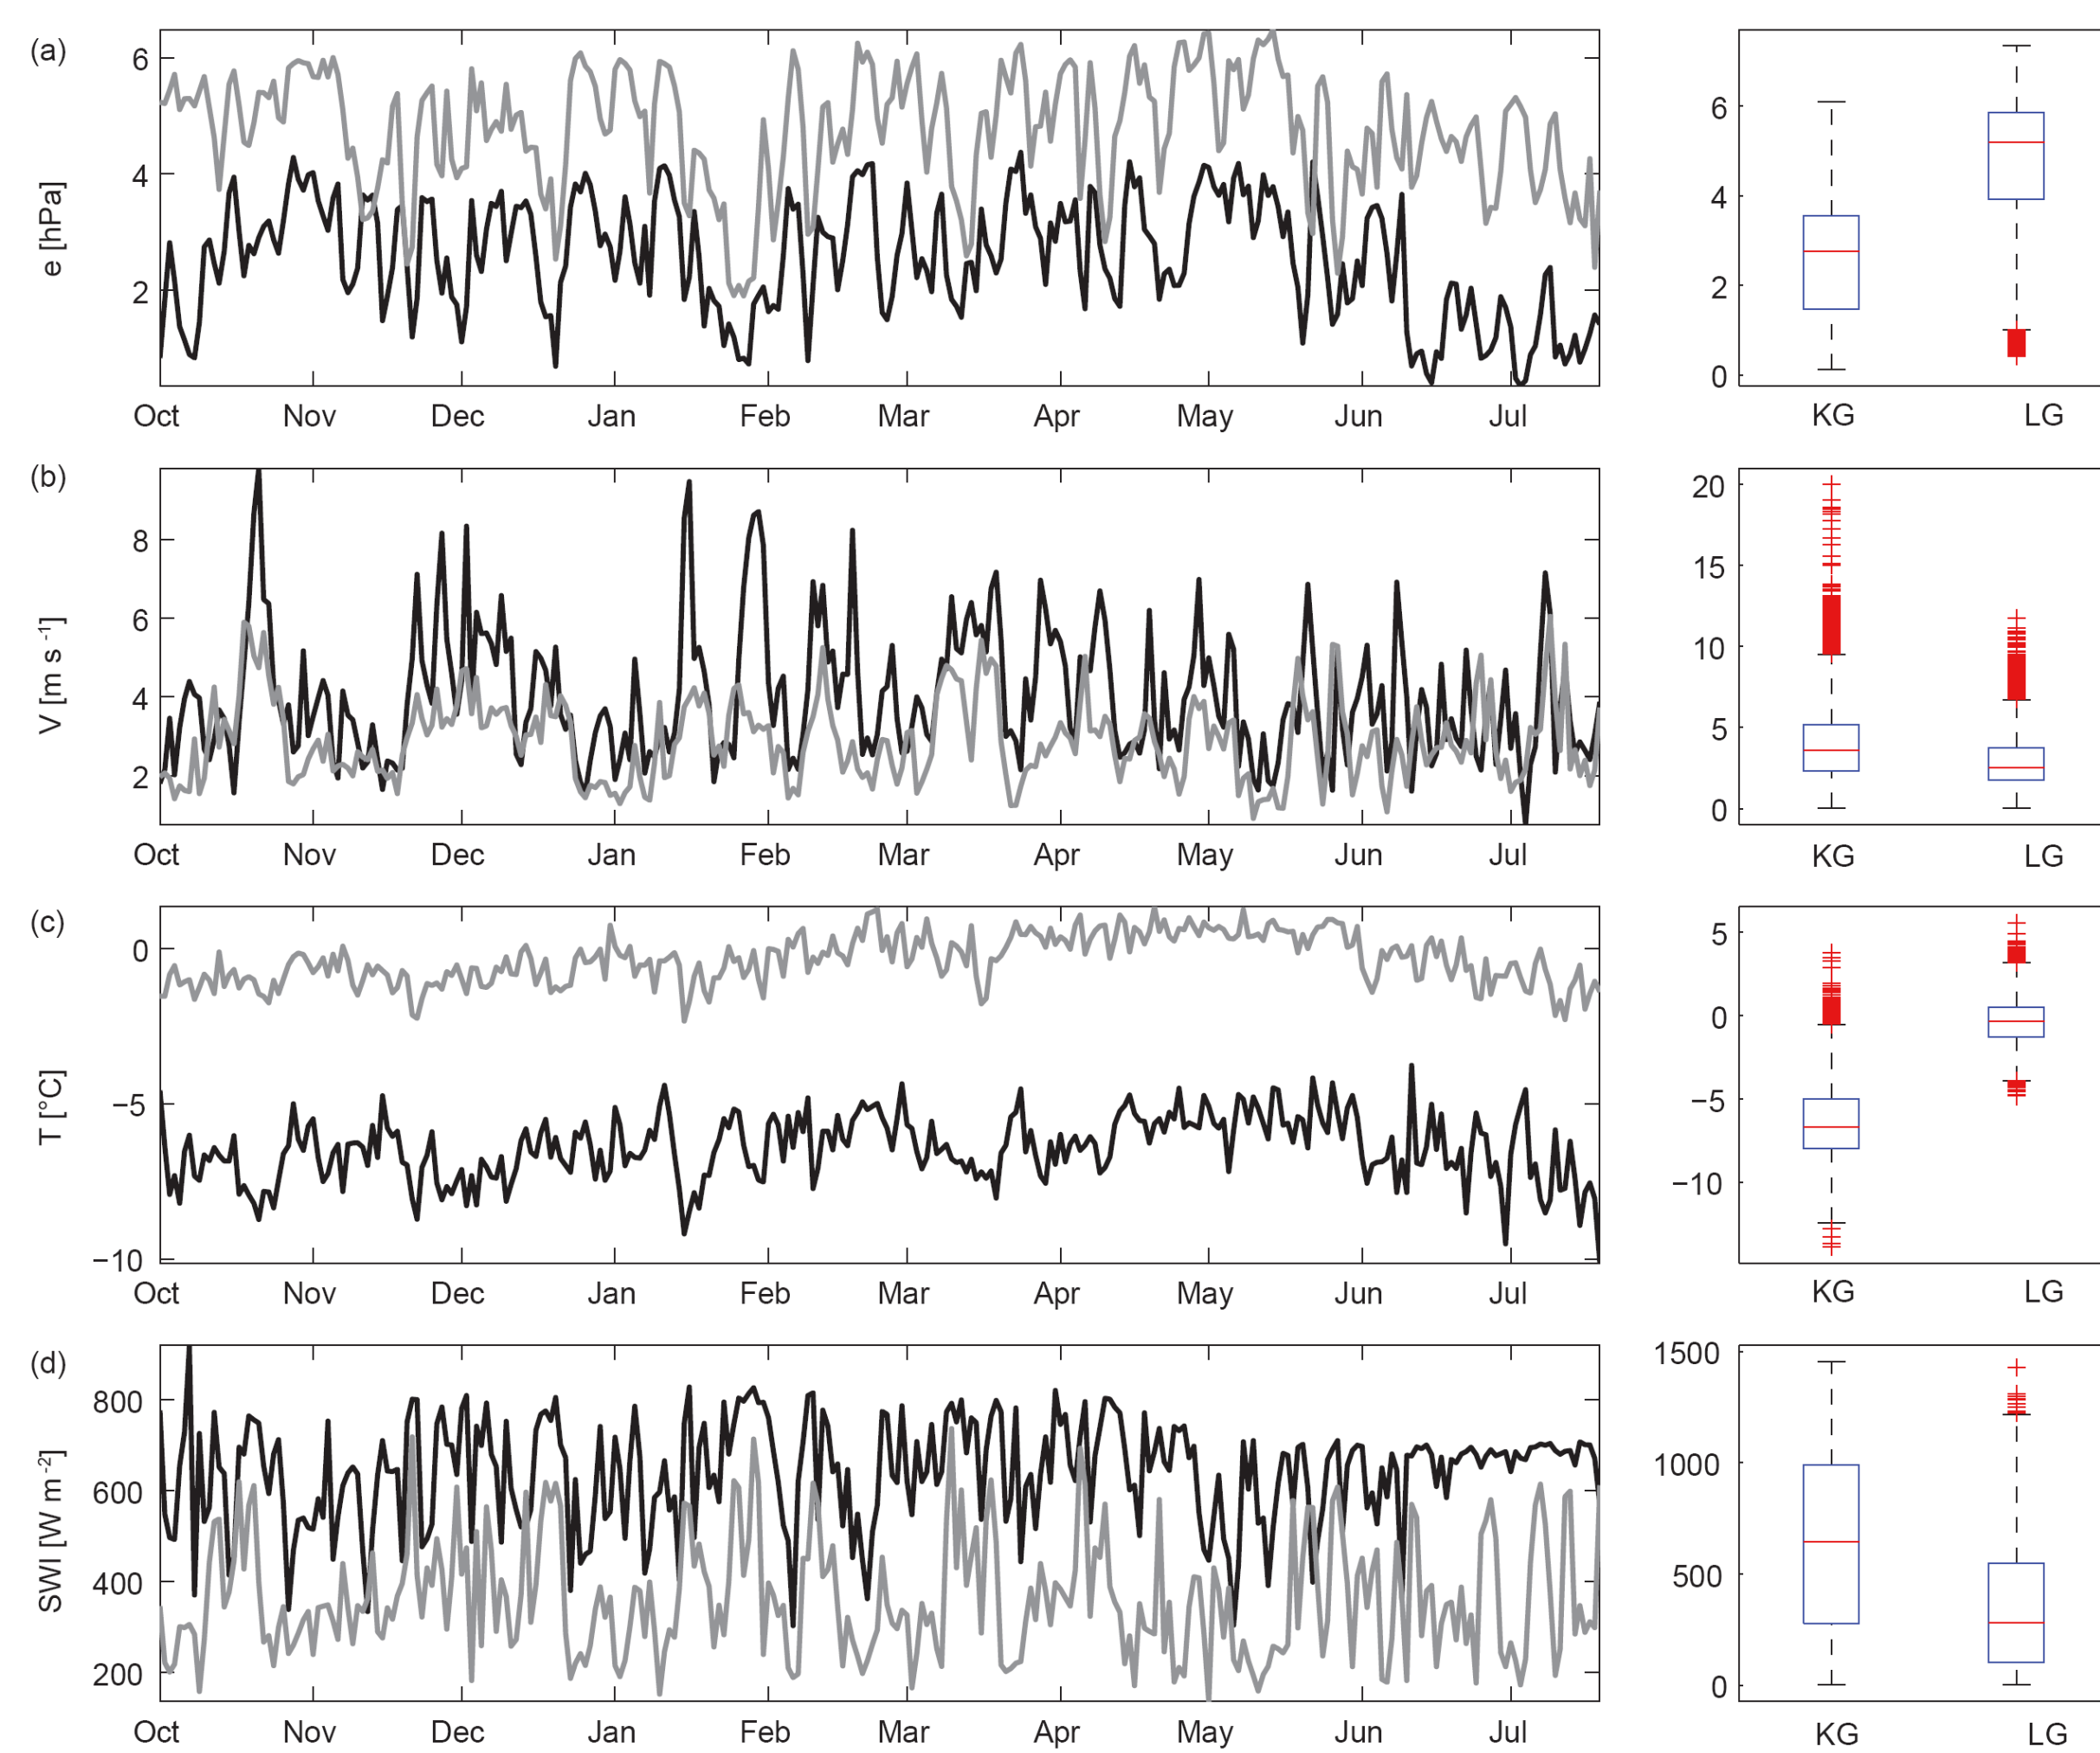 (a)
e [hPa]
6
4
2
Oct Nov Dec Jan Feb Mar Apr May Jun Jul
6
4
2
0
KG LG
(b)
V [m s⁻¹]
8
6
4
2
Oct Nov Dec Jan Feb Mar Apr May Jun Jul
20
15
10
5
0
KG LG
(c)
T [°C]
0
−5
−10
Oct Nov Dec Jan Feb Mar Apr May Jun Jul
5
0
−5
−10
KG LG
(d)
SWI [W m⁻²]
800
600
400
200
Oct Nov Dec Jan Feb Mar Apr May Jun Jul
1500
1000
500
0
KG LG